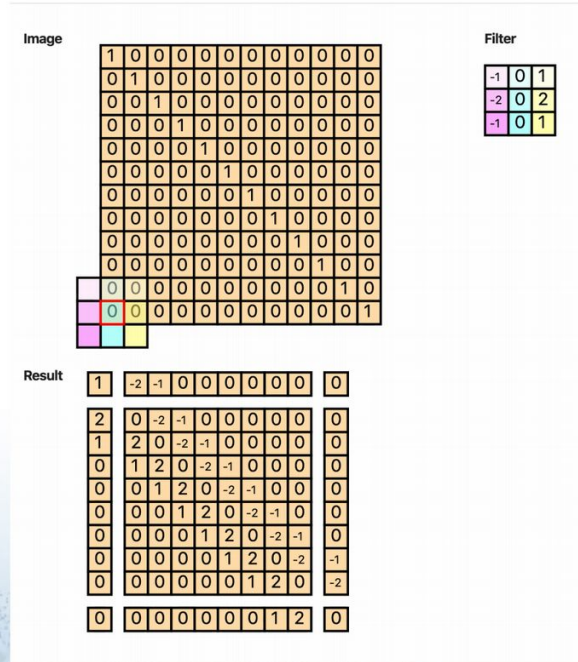 Image
1 0 0 0 0 0 0 0 0 0 0 0
0 1 0 0 0 0 0 0 0 0 0 0
0 0 1 0 0 0 0 0 0 0 0 0
0 0 0 1 0 0 0 0 0 0 0 0
0 0 0 0 1 0 0 0 0 0 0 0
0 0 0 0 0 1 0 0 0 0 0 0
0 0 0 0 0 0 1 0 0 0 0 0
0 0 0 0 0 0 0 1 0 0 0 0
0 0 0 0 0 0 0 0 1 0 0 0
0 0 0 0 0 0 0 0 0 1 0 0
0 0 0 0 0 0 0 0 0 0 1 0
0 0 0 0 0 0 0 0 0 0 0 1
Filter
-1 0 1
-2 0 2
-1 0 1
Result
1 -2 -1 0 0 0 0 0 0 0
2 0 -2 -1 0 0 0 0 0 0
1 2 0 -2 -1 0 0 0 0 0
0 1 2 0 -2 -1 0 0 0 0
0 0 1 2 0 -2 -1 0 0 0
0 0 0 1 2 0 -2 -1 0 0
0 0 0 0 1 2 0 -2 -1 0
0 0 0 0 0 1 2 0 -2 -1
0 0 0 0 0 0 1 2 0 -2
0 0 0 0 0 0 0 1 2 0